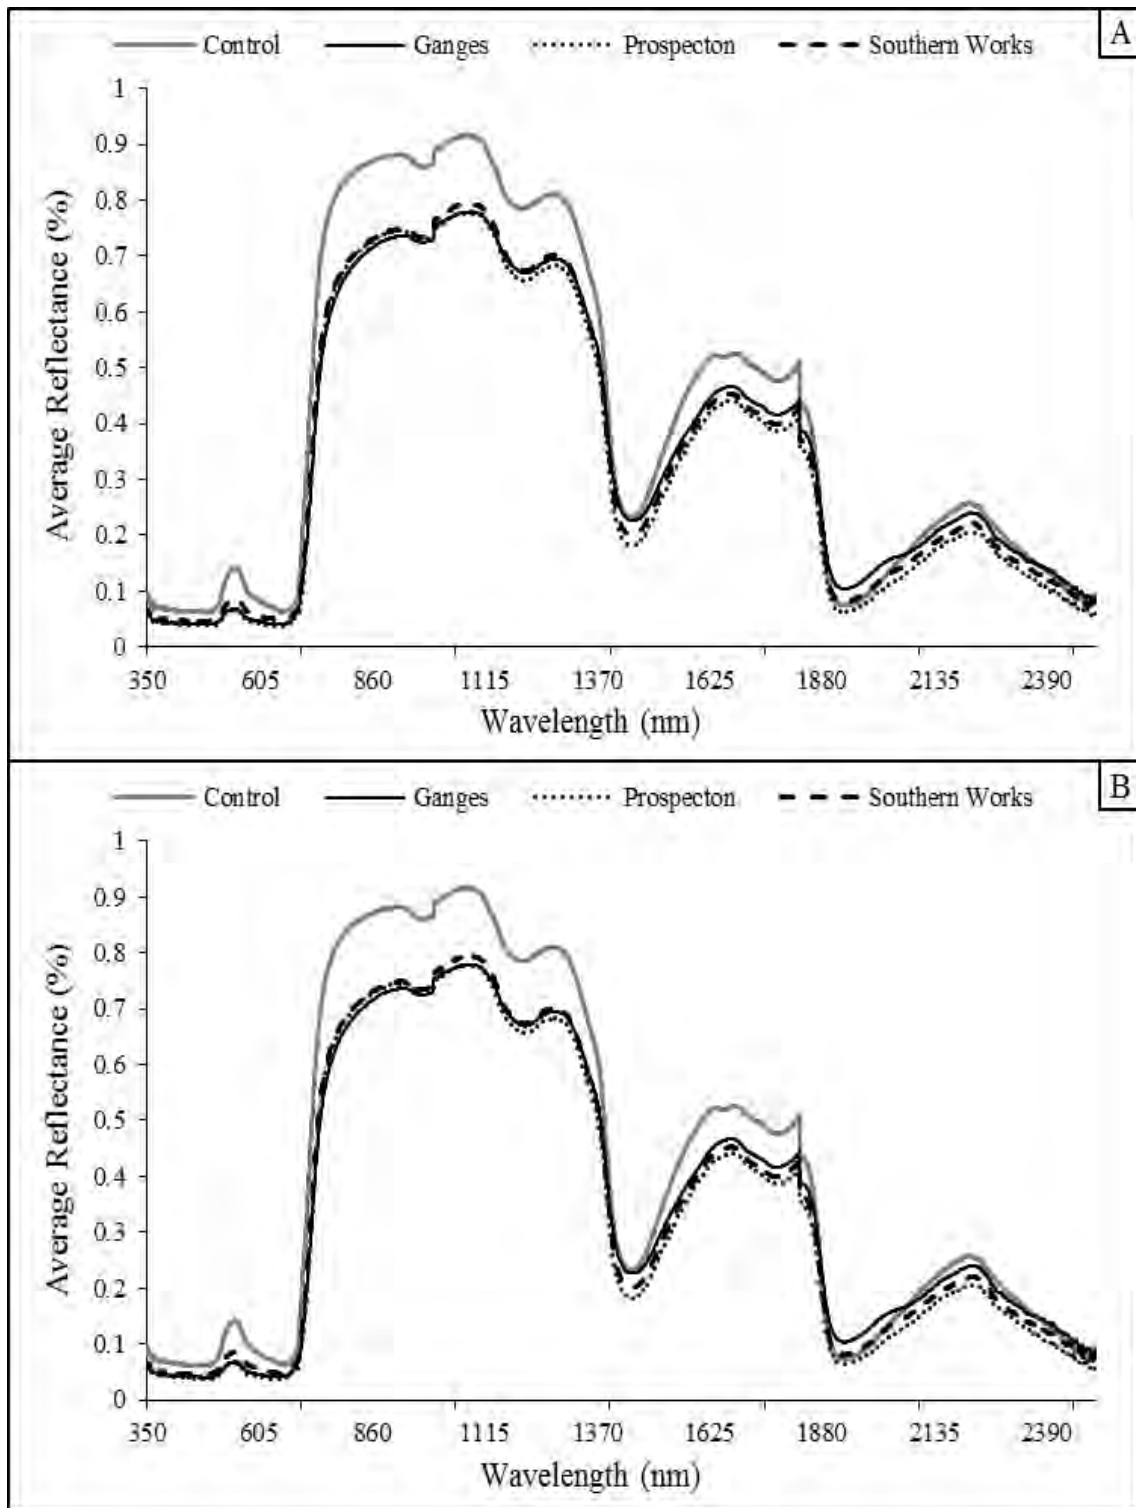 A
Control Ganges Prospecton Southern Works
1
0.9
0.8
0.7
0.6
0.5
0.4
0.3
0.2
0.1
0
Average Reflectance (%)
350 605 860 1115 1370 1625 1880 2135 2390
Wavelength (nm)
B
Control Ganges Prospecton Southern Works
1
0.9
0.8
0.7
0.6
0.5
0.4
0.3
0.2
0.1
0
Average Reflectance (%)
350 605 860 1115 1370 1625 1880 2135 2390
Wavelength (nm)